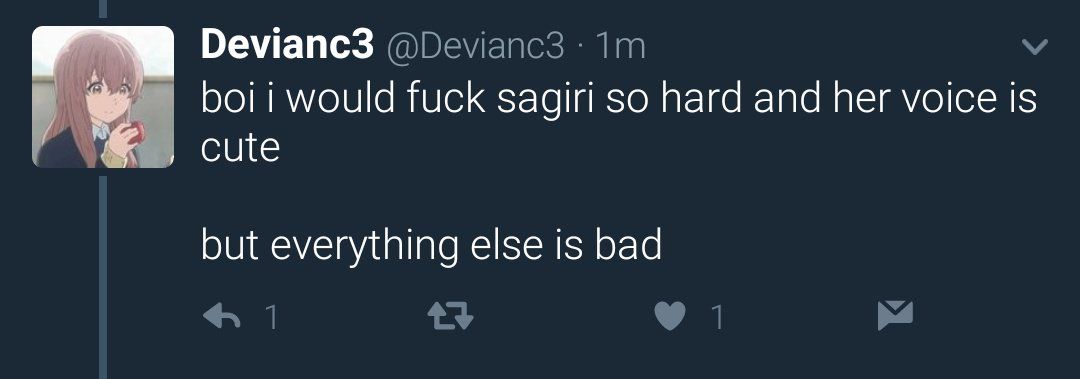 Devianc3 @Devianc3 · 1m
boi i would fuck sagiri so hard and her voice is
cute
but everything else is bad
1
1